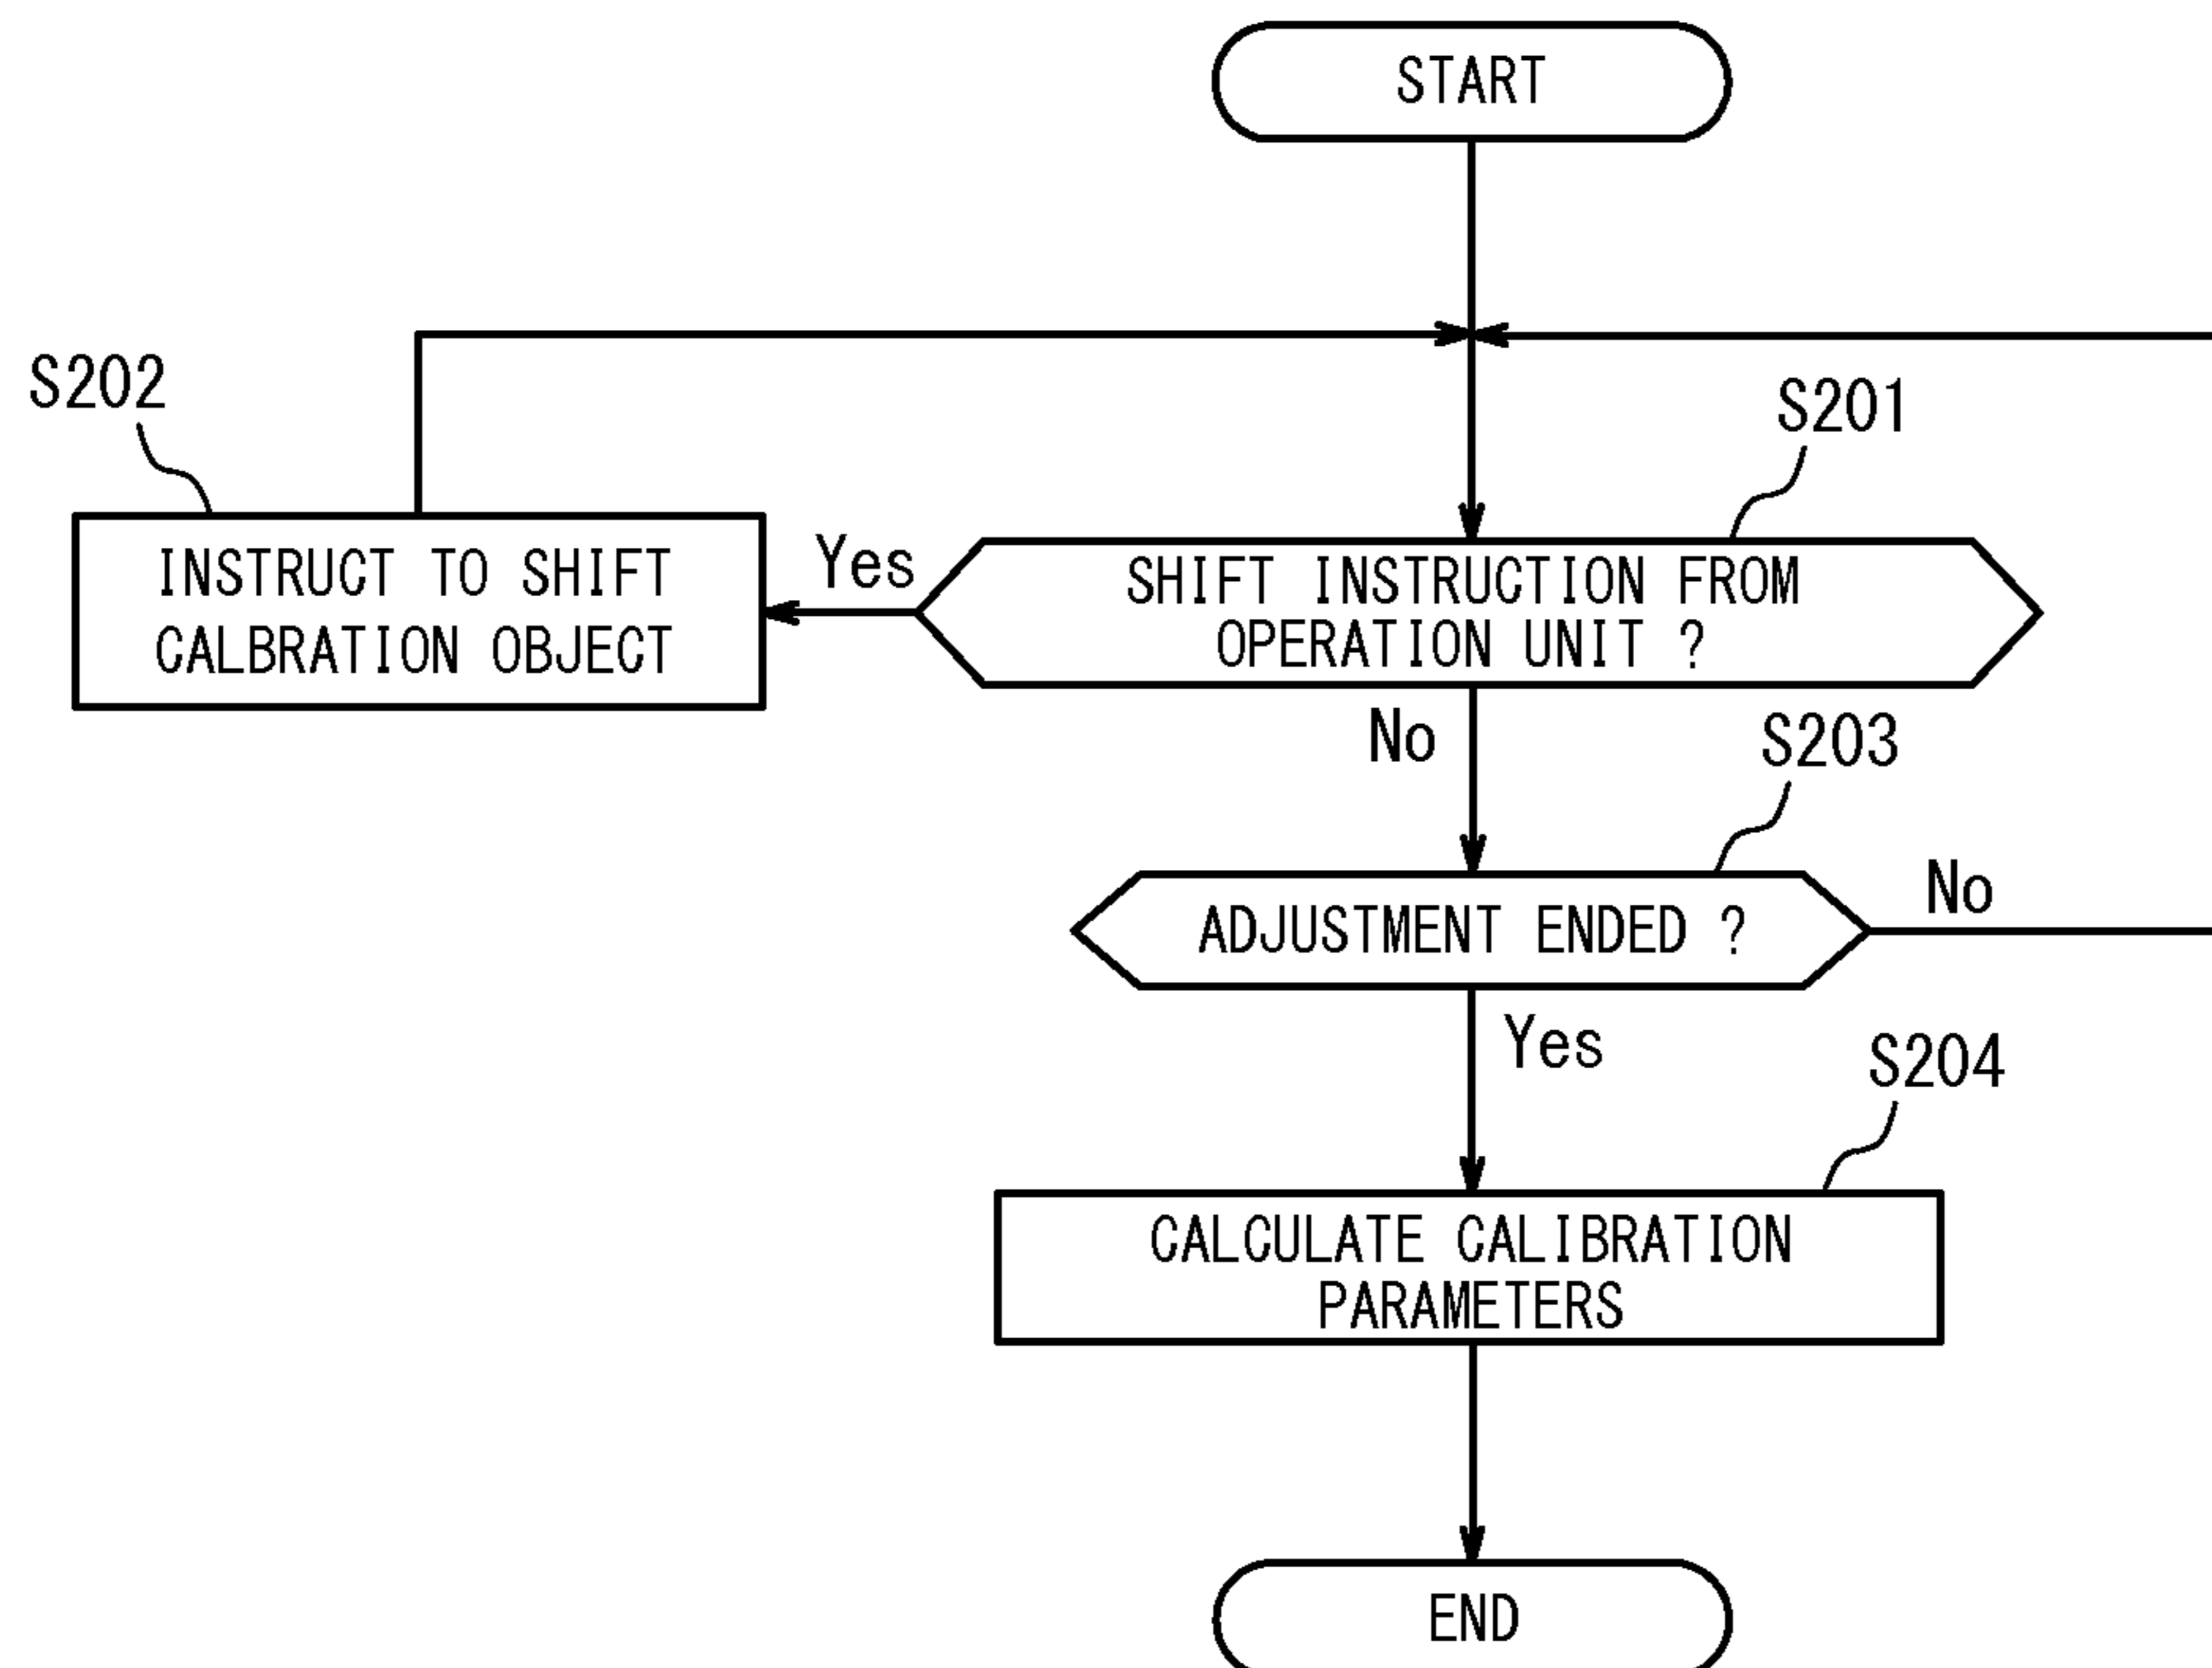 START
S202
S201
INSTRUCT TO SHIFT
CALBRATION OBJECT
Yes
SHIFT INSTRUCTION FROM
OPERATION UNIT ?
No
S203
ADJUSTMENT ENDED ?
No
Yes
S204
CALCULATE CALIBRATION
PARAMETERS
END